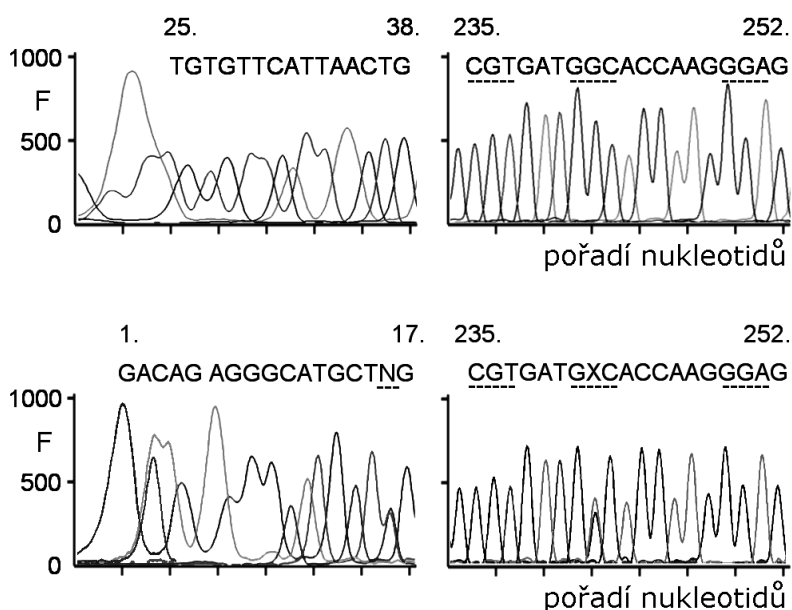 25. 38. 235. 252.
1000 TGTGTTCATTAACTG CGTGATGGCACCAAGGGAG
F
500
0
pořadí nukleotidů
1. 17. 235. 252.
GACAG AGGGCATGCTNG CGTGATGXCACCAAGGGAG
1000
F
500
0
pořadí nukleotidů